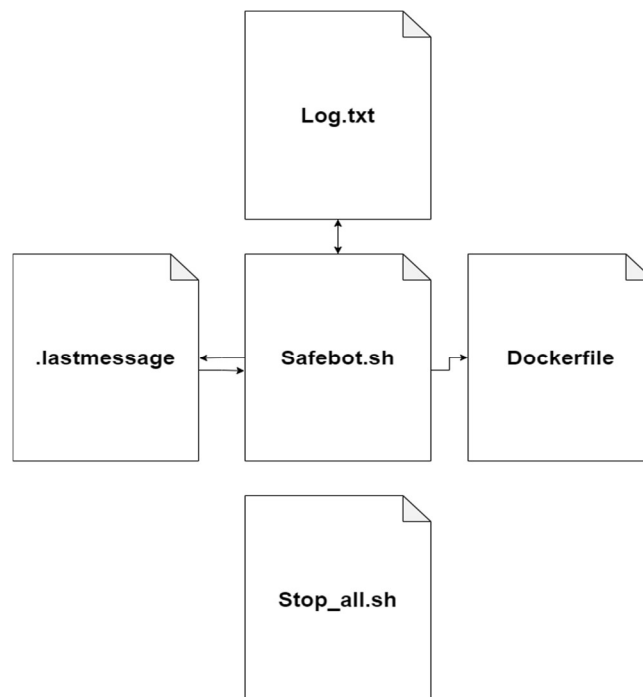 Log.txt
.lastmessage
Safebot.sh
Dockerfile
Stop_all.sh